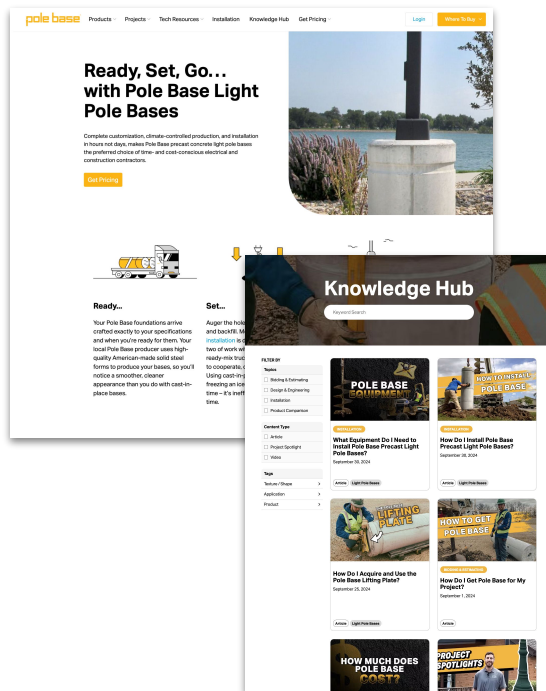 pole base
Products
Projects
Tech Resources
Installation
Knowledge Hub
Get Pricing
Login
Where To Buy
Ready, Set, Go...
with Pole Base Light
Pole Bases
Complete customization, climate-controlled production, and installation
in hours not days, makes Pole Base precast concrete light pole bases
the preferred choice of time- and cost-conscious electrical and
construction contractors.
Get Pricing
Ready...
Your Pole Base foundations arrive
crafted exactly to your specifications
and when you're ready for them. Your
local Pole Base producer uses high-
quality American-made solid steel
forms to produce your bases, so you'll
notice a smoother, cleaner
appearance than you do with cast-in-
place bases.
Set...
Auger the hole
and backfill.
installation is
two of work
ready-mix truc
to cooperate,
Using cast-in-
freezing an ice
time – it's ineff
time.
Knowledge Hub
Keyword Search
FILTER BY
Topics
Bidding & Estimating
Design & Engineering
Installation
Product Comparison
Content Type
Article
Project Spotlight
Video
Tags
Texture / Shape
Application
Product
POLE BASE
EQUIPMENT
INSTALLATION
What Equipment Do I Need to
Install Pole Base Precast Light
Pole Bases?
September 30, 2024
Article
Light Pole Bases
HOW TO INSTALL
POLE BASE
INSTALLATION
How Do I Install Pole Base
Precast Light Pole Bases?
September 30, 2024
Article
Light Pole Bases
LIFTING
PLATE
How Do I Acquire and Use the
Pole Base Lifting Plate?
September 25, 2024
Article
Light Pole Bases
HOW TO GET
POLE BASE
BIDDING & ESTIMATING
How Do I Get Pole Base for My
Project?
September 1, 2024
Article
HOW MUCH DOES
POLE BASE
COST?
PROJECT
SPOTLIGHTS